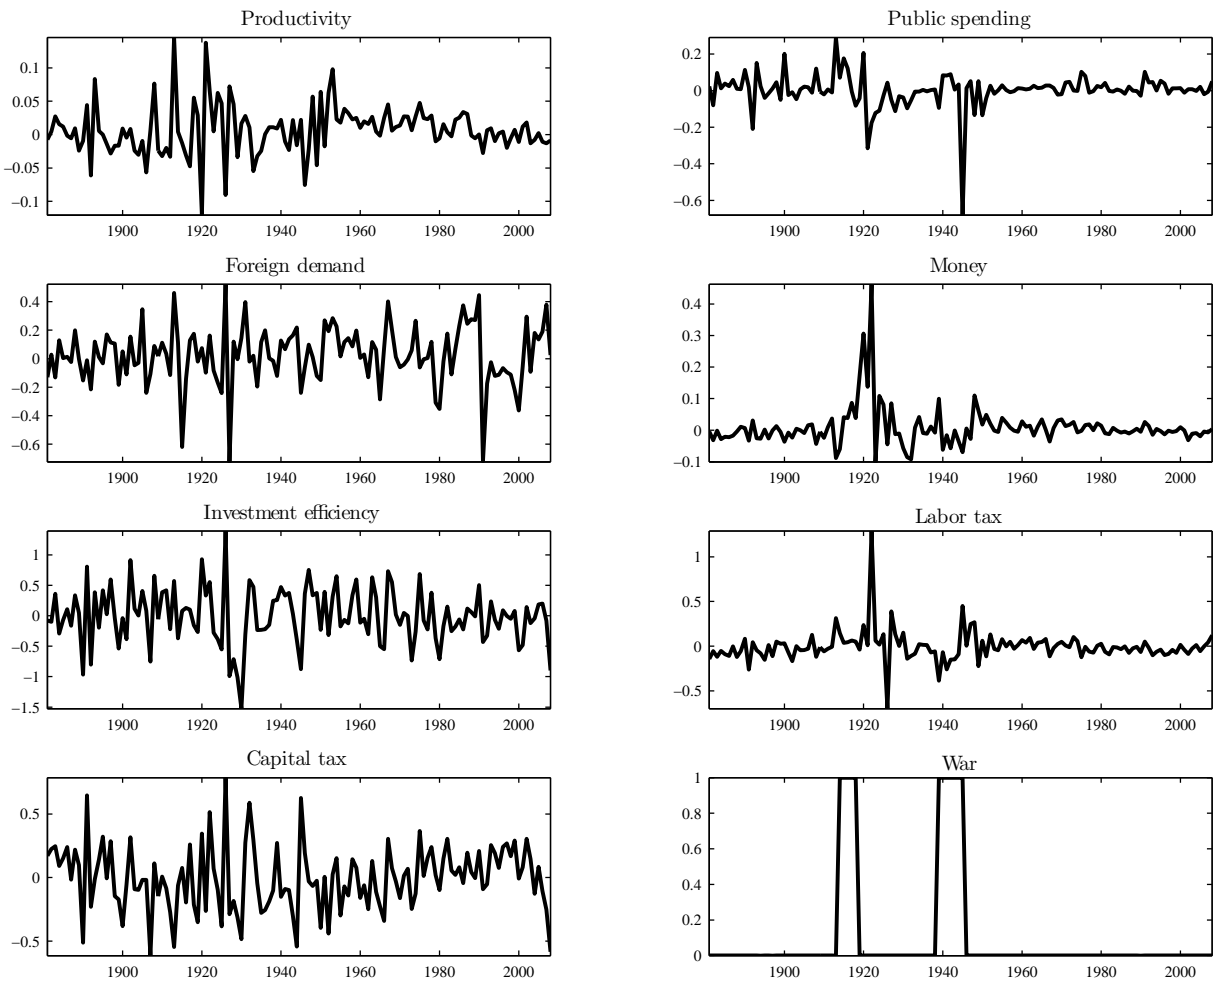 Productivity
0.1
0.05
0
−0.05
−0.1
1900 1920 1940 1960 1980 2000
Public spending
0.2
0
−0.2
−0.4
−0.6
1900 1920 1940 1960 1980 2000
Foreign demand
0.4
0.2
0
−0.2
−0.4
−0.6
1900 1920 1940 1960 1980 2000
Money
0.4
0.3
0.2
0.1
0
−0.1
1900 1920 1940 1960 1980 2000
Investment efficiency
1
0.5
0
−0.5
−1
−1.5
1900 1920 1940 1960 1980 2000
Labor tax
1
0.5
0
−0.5
1900 1920 1940 1960 1980 2000
Capital tax
0.5
0
−0.5
1900 1920 1940 1960 1980 2000
War
1
0.8
0.6
0.4
0.2
0
1900 1920 1940 1960 1980 2000